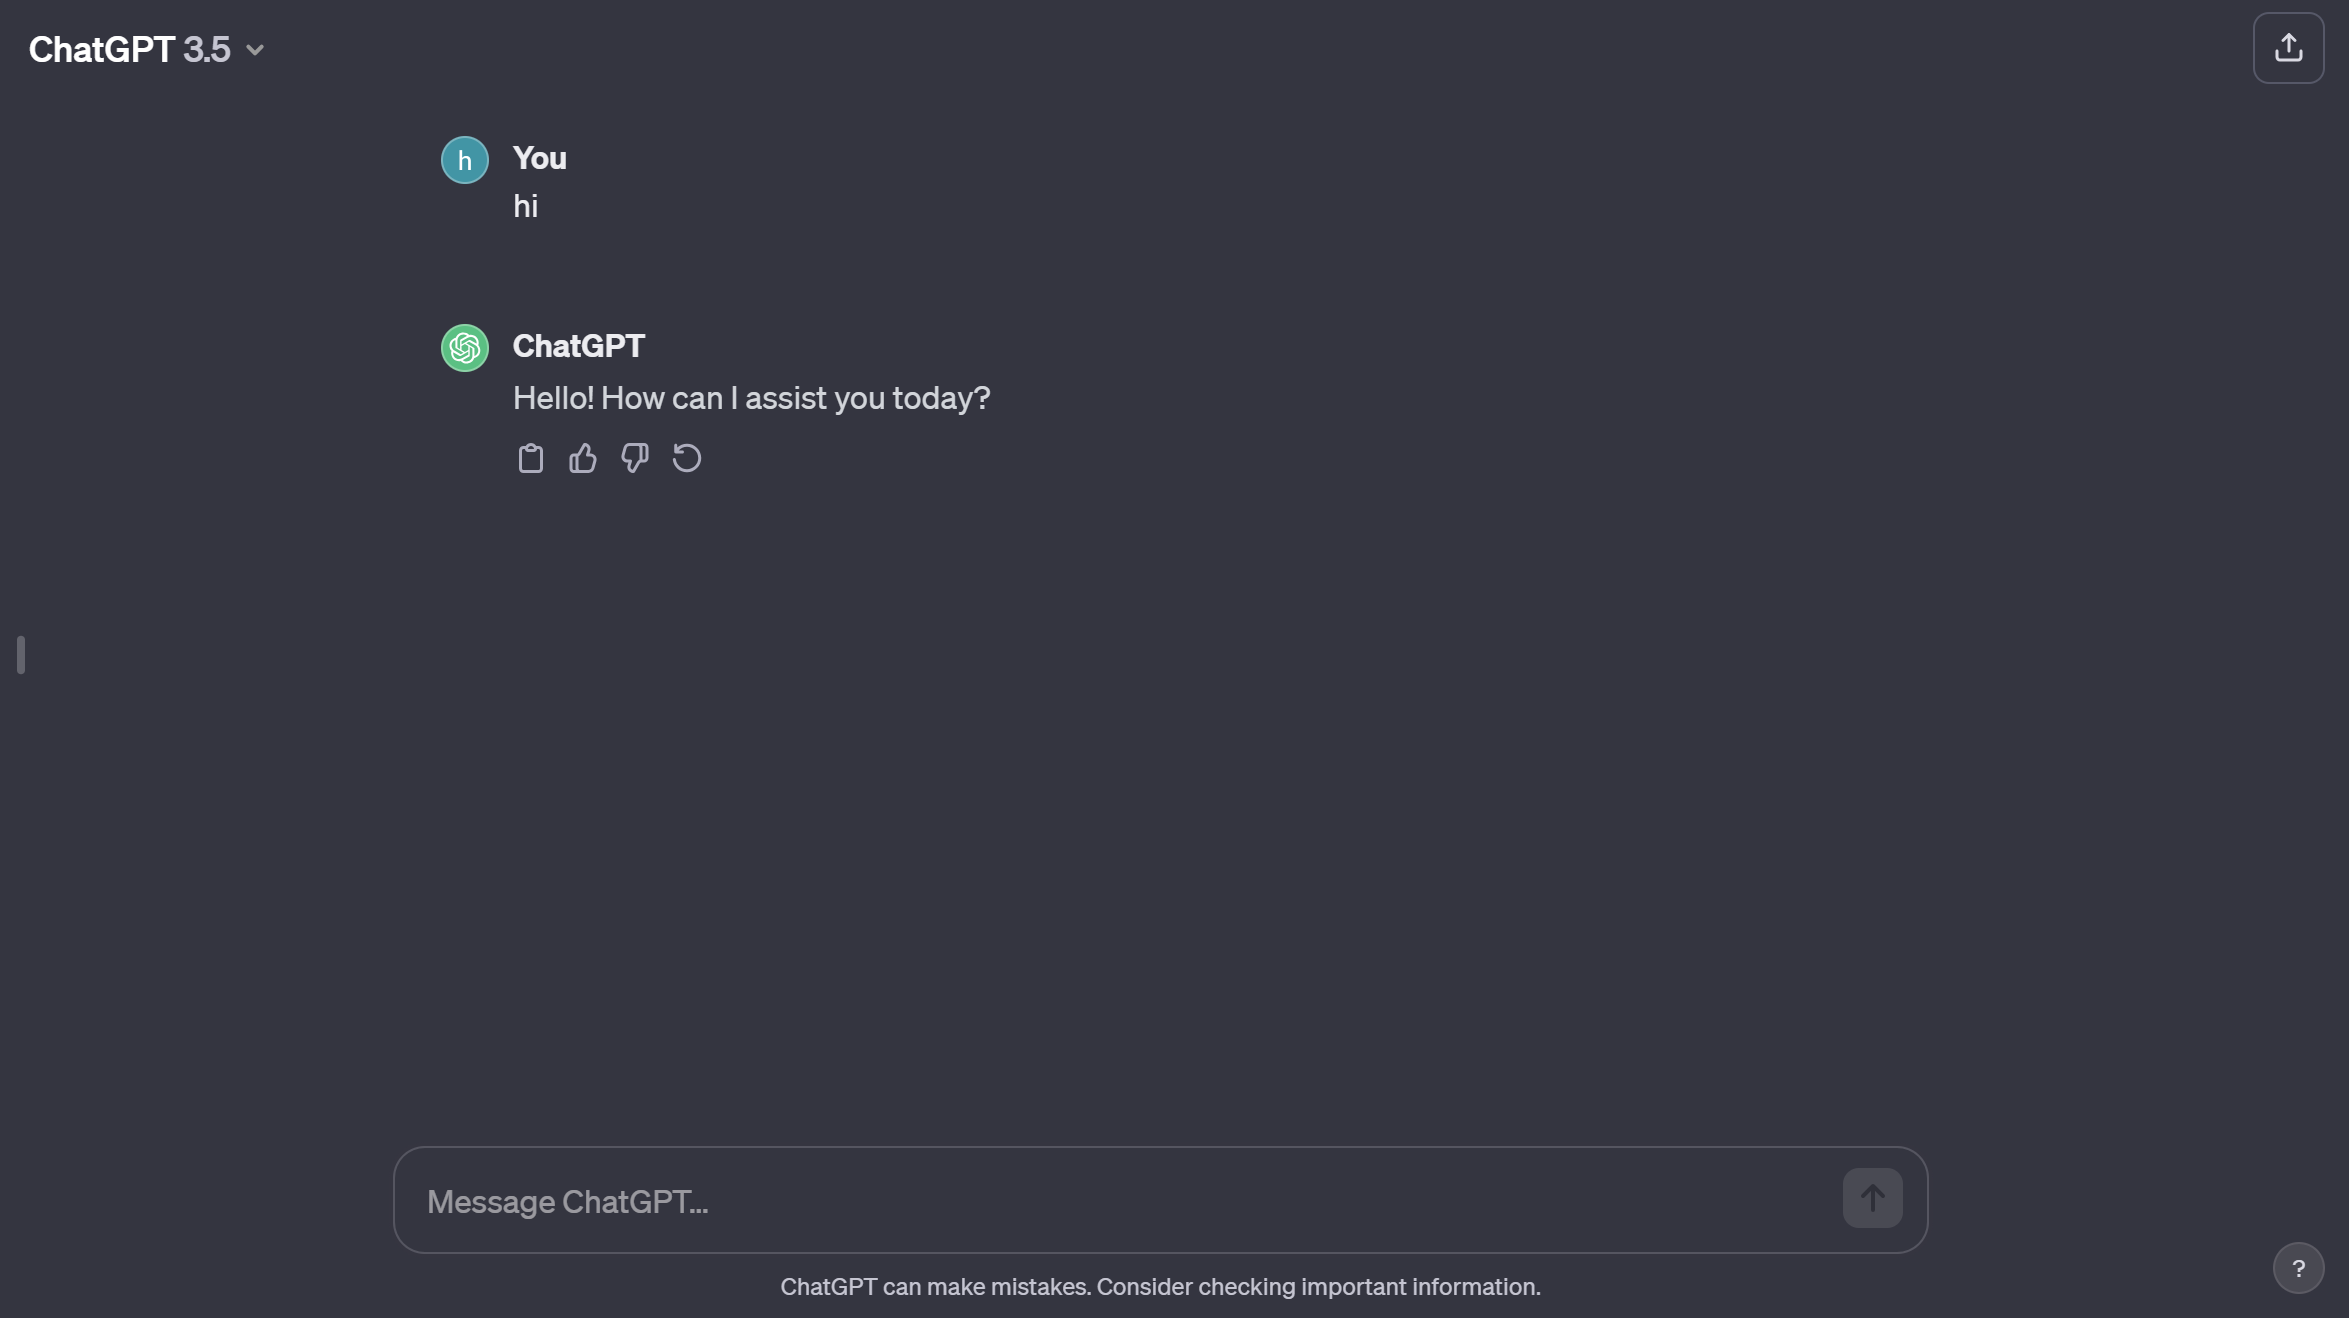 ChatGPT 3.5
h
You
hi
ChatGPT
Hello! How can I assist you today?
Message ChatGPT...
ChatGPT can make mistakes. Consider checking important information.
?